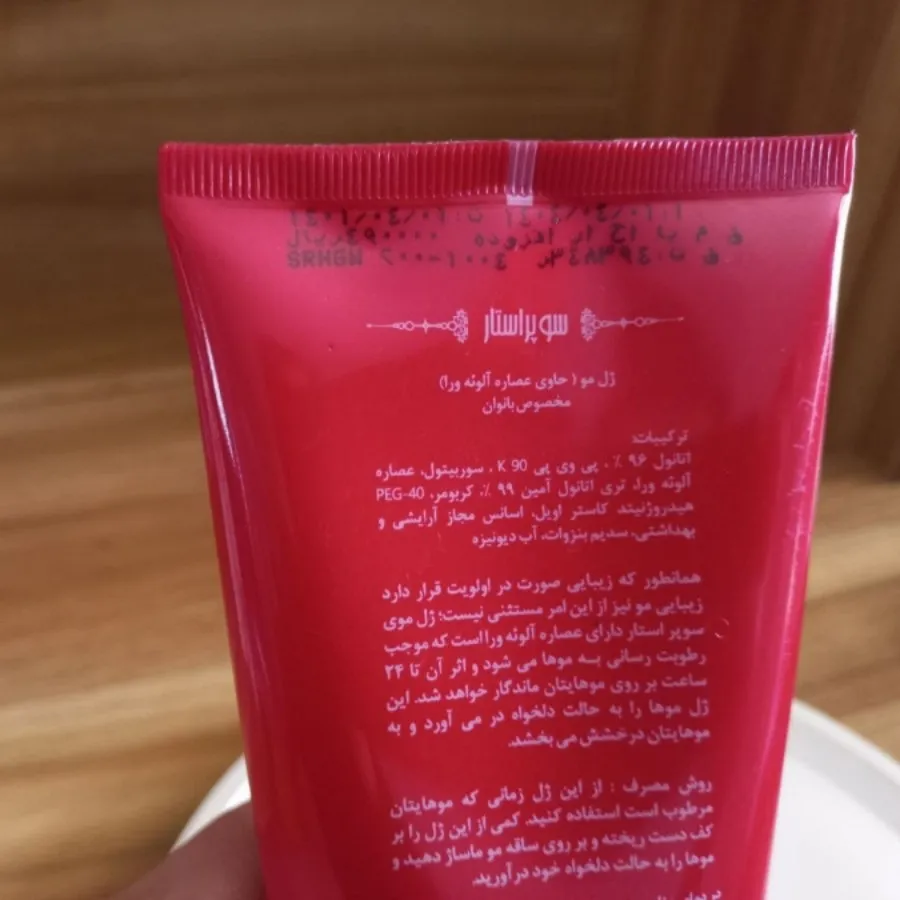 ۱۴۰۱/۰۴/۰۱
ریال
SRHGW
سوپراستار
ژل مو ( حاوی عصاره آلوئه ورا)
مخصوص بانوان
ترکیبات:
اتانول ۹۶ ٪ ، پی وی پی K 90 ، سوربیتول، عصاره
آلوئه ورا، تری اتانول آمین ۹۹ ٪، کربومر، PEG-40
هیدروژنیتد کاستر اویل، اسانس مجاز آرایشی و
بهداشتی، سدیم بنزوات، آب دیونیزه
همانطور که زیبایی صورت در اولویت قرار دارد
زیبایی مو نیز از این امر مستثنی نیست؛ ژل موی
سوپر استار دارای عصاره آلوئه ورا است که موجب
رطوبت رسانی به موها می شود و اثر آن تا ۲۴
ساعت بر روی موهایتان ماندگار خواهد شد. این
ژل موها را به حالت دلخواه در می آورد و به
موهایتان درخشش می بخشد.
روش مصرف : از این ژل زمانی که موهایتان
مرطوب است استفاده کنید. کمی از این ژل را بر
کف دست ریخته و بر روی ساقه مو ماساژ دهید و
موها را به حالت دلخواه خود در آورید.